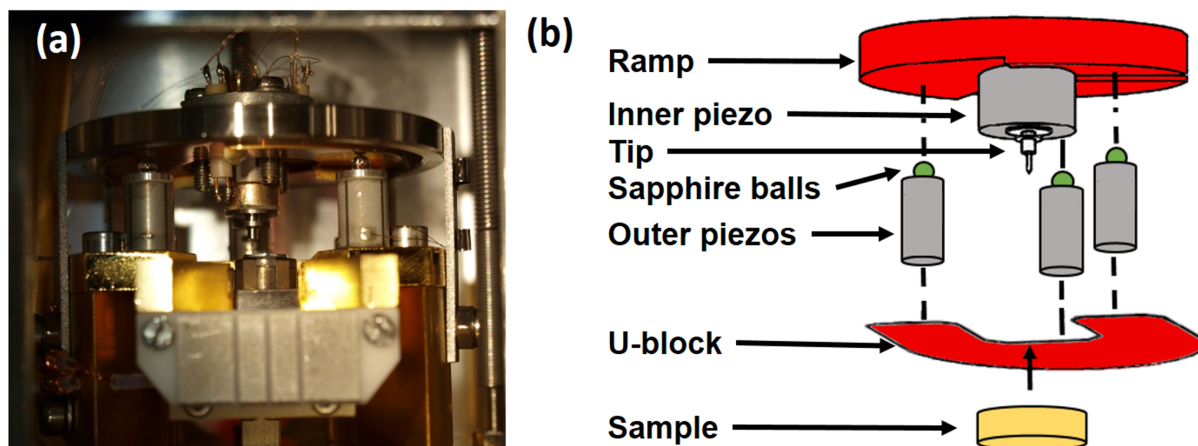 (a)
(b)
Ramp
Inner piezo
Tip
Sapphire balls
Outer piezos
U-block
Sample